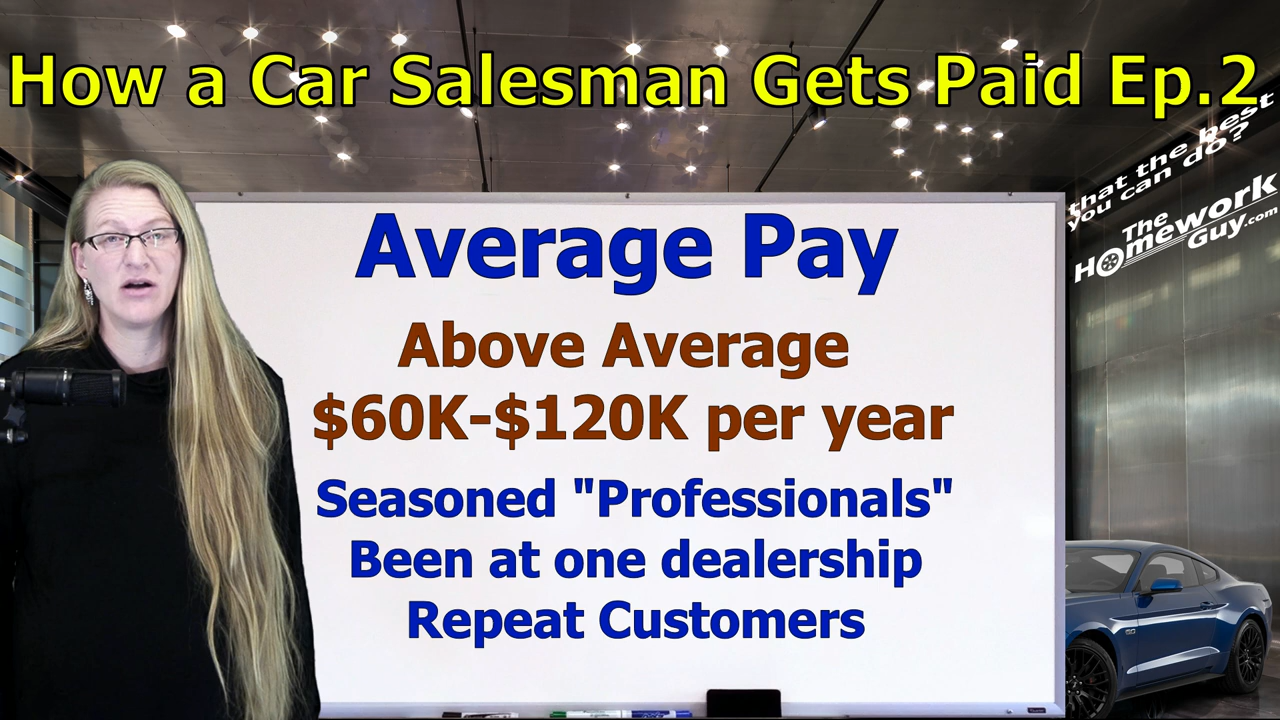 How a Car Salesman Gets Paid Ep.2
that the best
you can do?
The
Homework
Guy.com
Average Pay
Above Average
$60K-$120K per year
Seasoned "Professionals"
Been at one dealership
Repeat Customers